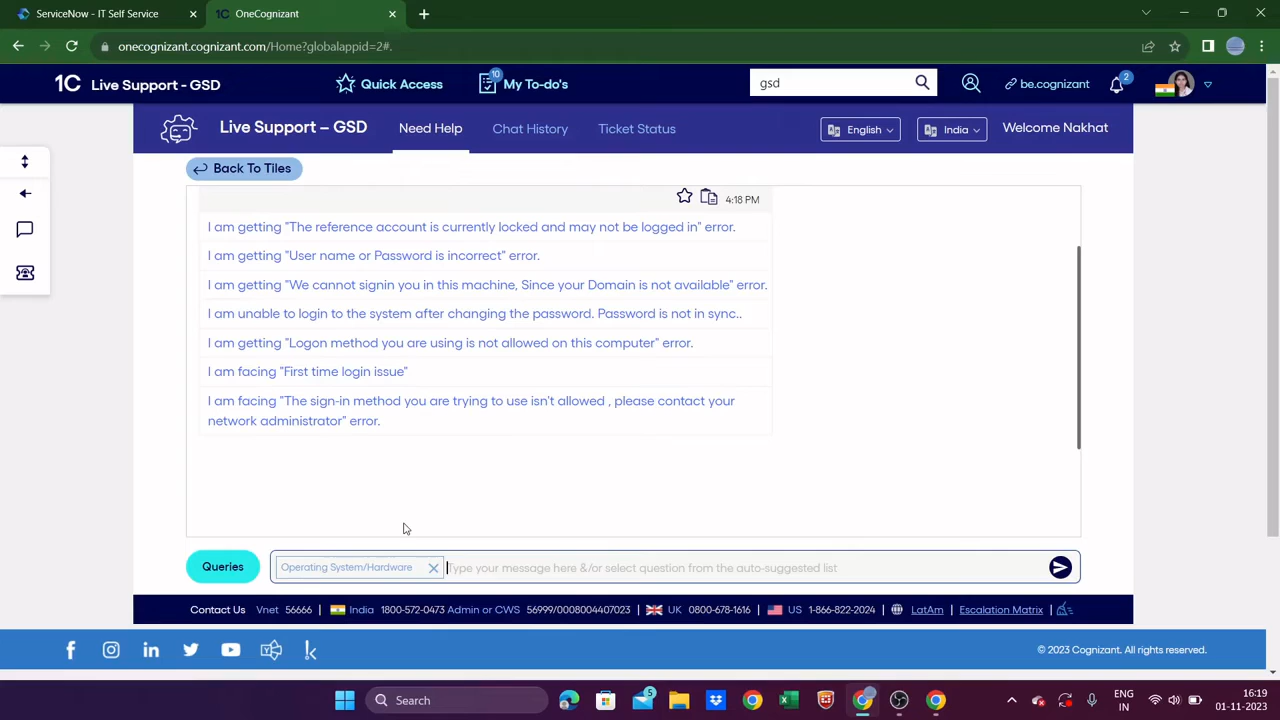 ServiceNow - IT Self Service
OneCognizant
onecognizant.cognizant.com/Home?globalappid=2#.
1C Live Support - GSD
Quick Access
10
My To-do's
gsd
be.cognizant
2
Live Support – GSD
Need Help
Chat History
Ticket Status
English
India
Welcome Nakhat
Back To Tiles
4:18 PM
I am getting "The reference account is currently locked and may not be logged in" error.
I am getting "User name or Password is incorrect" error.
I am getting "We cannot signin you in this machine, Since your Domain is not available" error.
I am unable to login to the system after changing the password. Password is not in sync..
I am getting "Logon method you are using is not allowed on this computer" error.
I am facing "First time login issue"
I am facing "The sign-in method you are trying to use isn't allowed , please contact your
network administrator" error.
Queries
Operating System/Hardware
Type your message here &/or select question from the auto-suggested list
Contact Us Vnet 56666 | India 1800-572-0473 Admin or CWS 56999/0008004407023 | UK 0800-678-1616 | US 1-866-822-2024 | LatAm | Escalation Matrix |
© 2023 Cognizant. All rights reserved.
Search
5
ENG
IN
16:19
01-11-2023